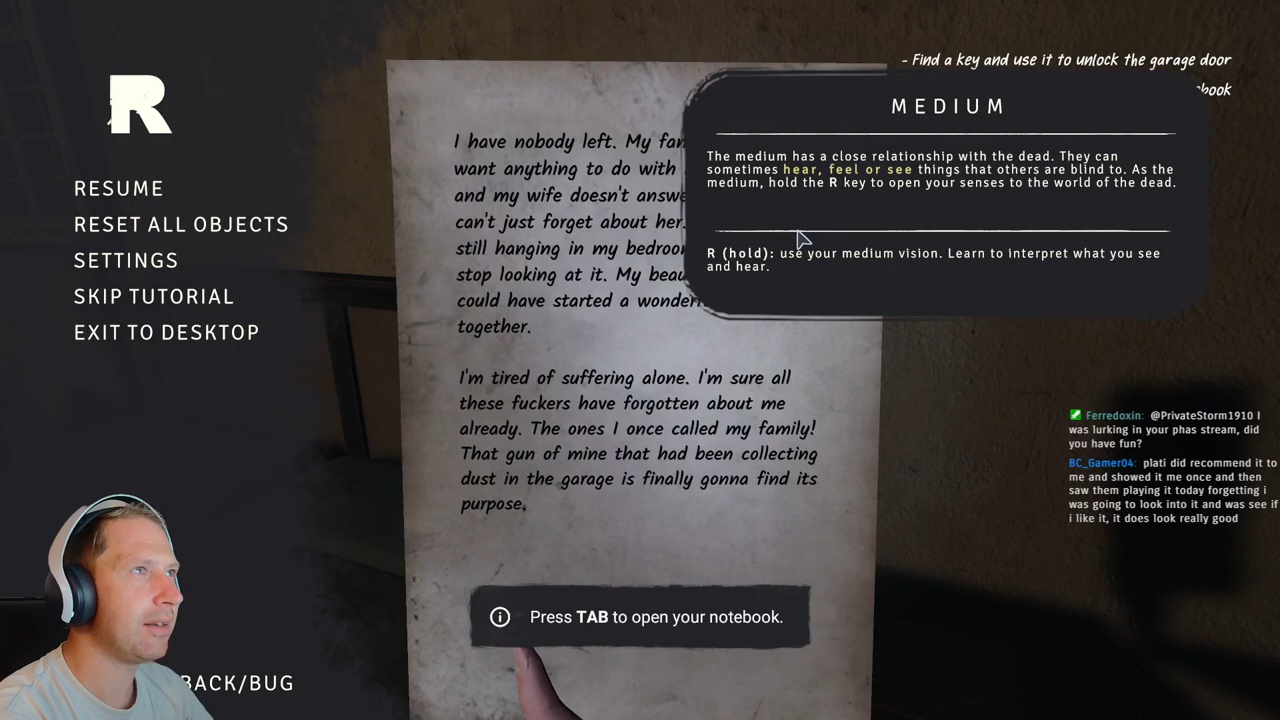 R
RESUME
RESET ALL OBJECTS
SETTINGS
SKIP TUTORIAL
EXIT TO DESKTOP
BACK/BUG
- Find a key and use it to unlock the garage door
MEDIUM
The medium has a close relationship with the dead. They can
sometimes hear, feel or see things that others are blind to. As the
medium, hold the R key to open your senses to the world of the dead.
R (hold): use your medium vision. Learn to interpret what you see
and hear.
I have nobody left. My
want anything to do with
and my wife doesn't
can't just forget about her.
still hanging in my
stop looking at it. My
could have started a
together.
I'm tired of suffering alone. I'm sure all
these fuckers have forgotten about me
already. The ones I once called my family!
That gun of mine that had been collecting
dust in the garage is finally gonna find its
purpose.
Press TAB to open your notebook.
Ferredoxin: @PrivateStorm1910 I
was lurking in your phas stream, did
you have fun?
BC_Gamer04: plati did recommend it to
me and showed it me once and then
saw them playing it today forgetting i
was going to look into it and was see if
i like it, it does look really good